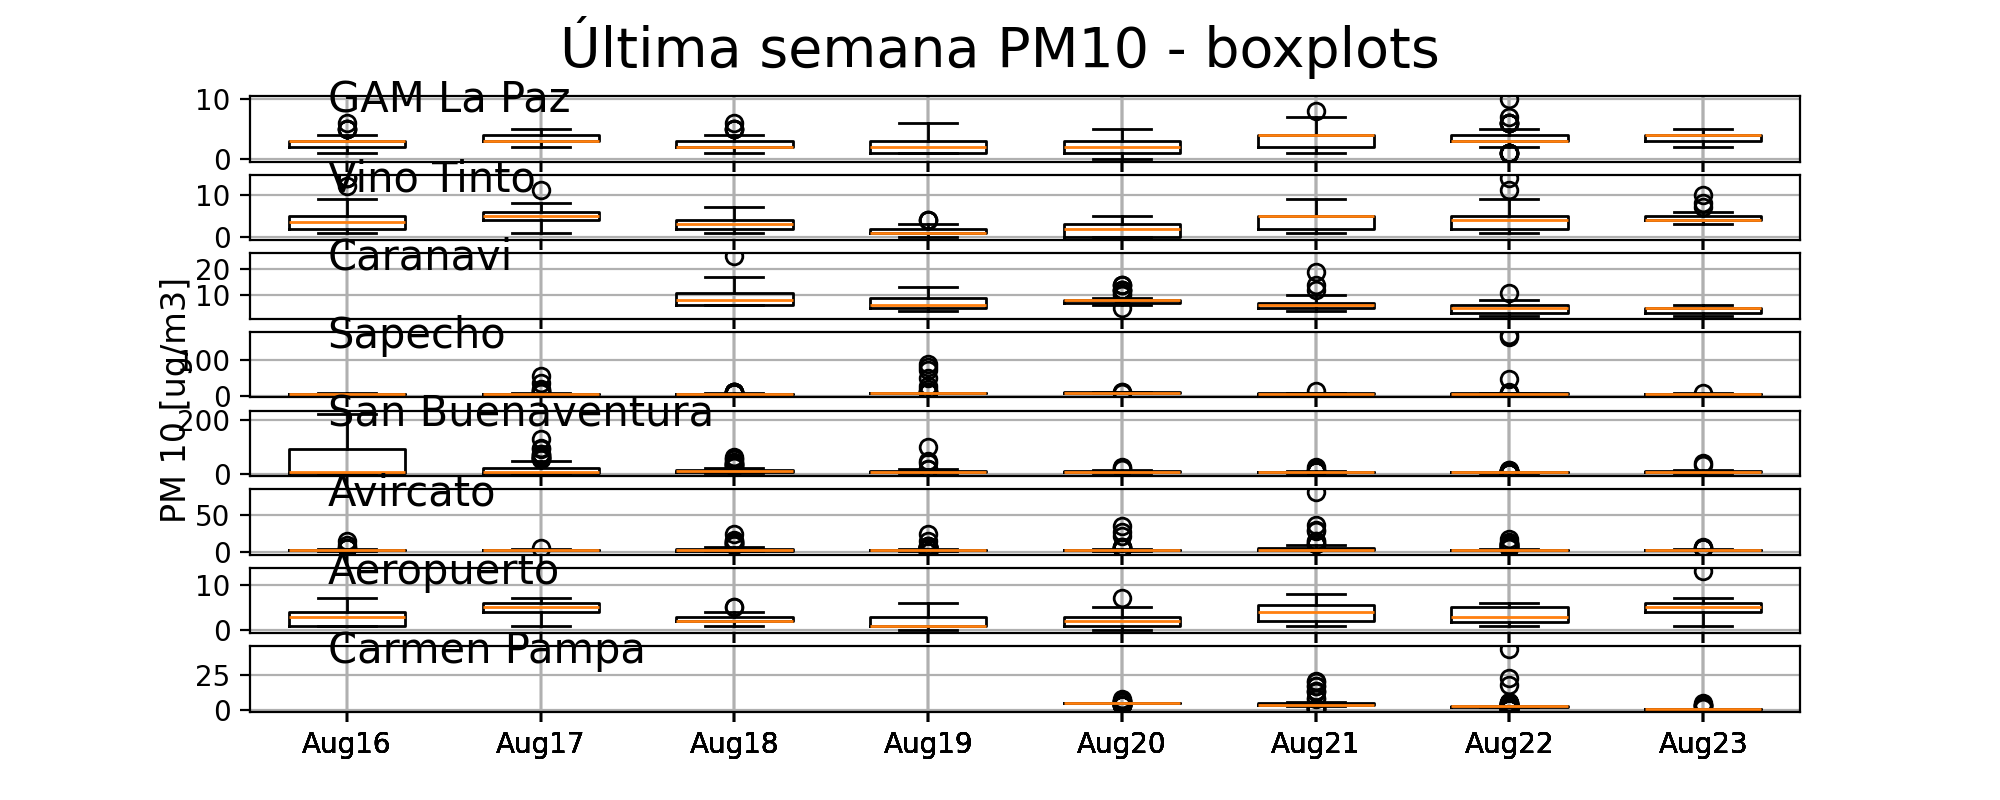 Última semana PM10 - boxplots
GAM La Paz
10
0
Vino Tinto
10
0
Caranavi
20
10
Sapecho
100
0
San Buenaventura
200
0
Avircato
50
0
Aeropuerto
10
0
Carmen Pampa
25
0
PM 10 [ug/m3]
Aug16 Aug17 Aug18 Aug19 Aug20 Aug21 Aug22 Aug23